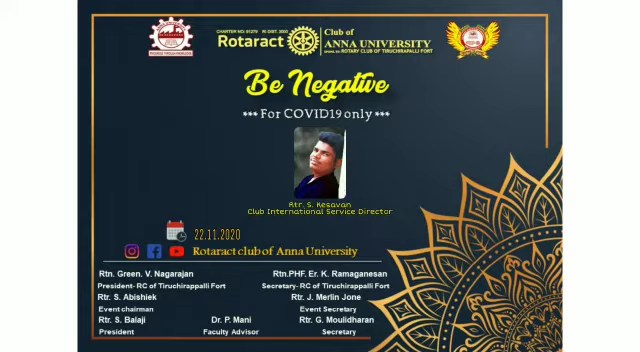 CHARTER NO: 91279 RI DIST. 3000
Rotaract
Club of
ANNA UNIVERSITY
ROTARY CLUB OF TIRUCHIRAPALLI FORT
Be Negative
*** For COVID19 only ***
Rtr. S. Kesavan
Club International Service Director
22.11.2020
Rotaract club of Anna University
Rtn. Green. V. Nagarajan
President- RC of Tiruchirappalli Fort
Rtn.PHF. Er. K. Ramaganesan
Secretary- RC of Tiruchirapalli Fort
Rtr. S. Abishiek
Event chairman
Rtr. J. Merlin Jone
Event Secretary
Rtr. S. Balaji
President
Dr. P. Mani
Faculty Advisor
Rtr. G. Moulidharan
Secretary